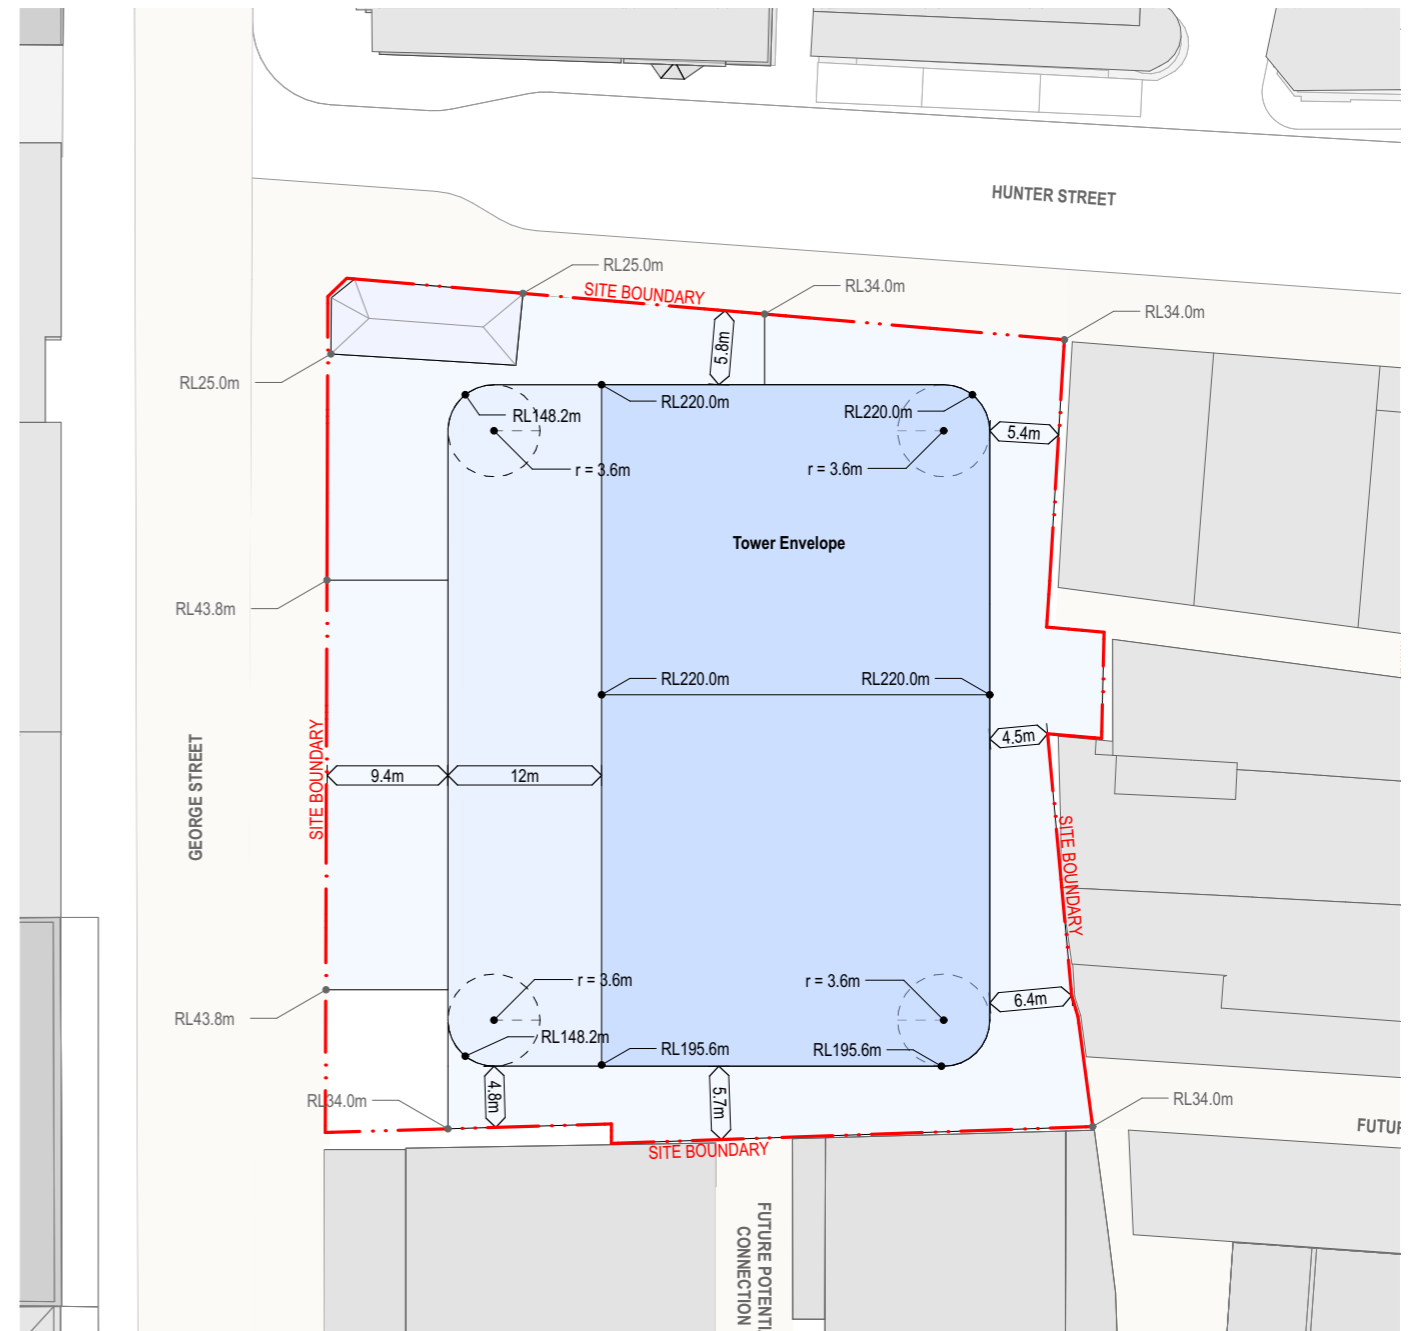 HUNTER STREET
RL25.0m
SITE BOUNDARY
RL34.0m
RL34.0m
5.8m
RL25.0m
RL148.2m
RL220.0m
RL220.0m
5.4m
r = 3.6m
r = 3.6m
Tower Envelope
RL43.8m
RL220.0m
RL220.0m
4.5m
GEORGE STREET
SITE BOUNDARY
9.4m
12m
SITE BOUNDARY
r = 3.6m
r = 3.6m
6.4m
RL43.8m
RL148.2m
RL195.6m
RL195.6m
RL34.0m
4.8m
5.7m
RL34.0m
SITE BOUNDARY
FUTURE POTENTI
CONNECTION
FUTU